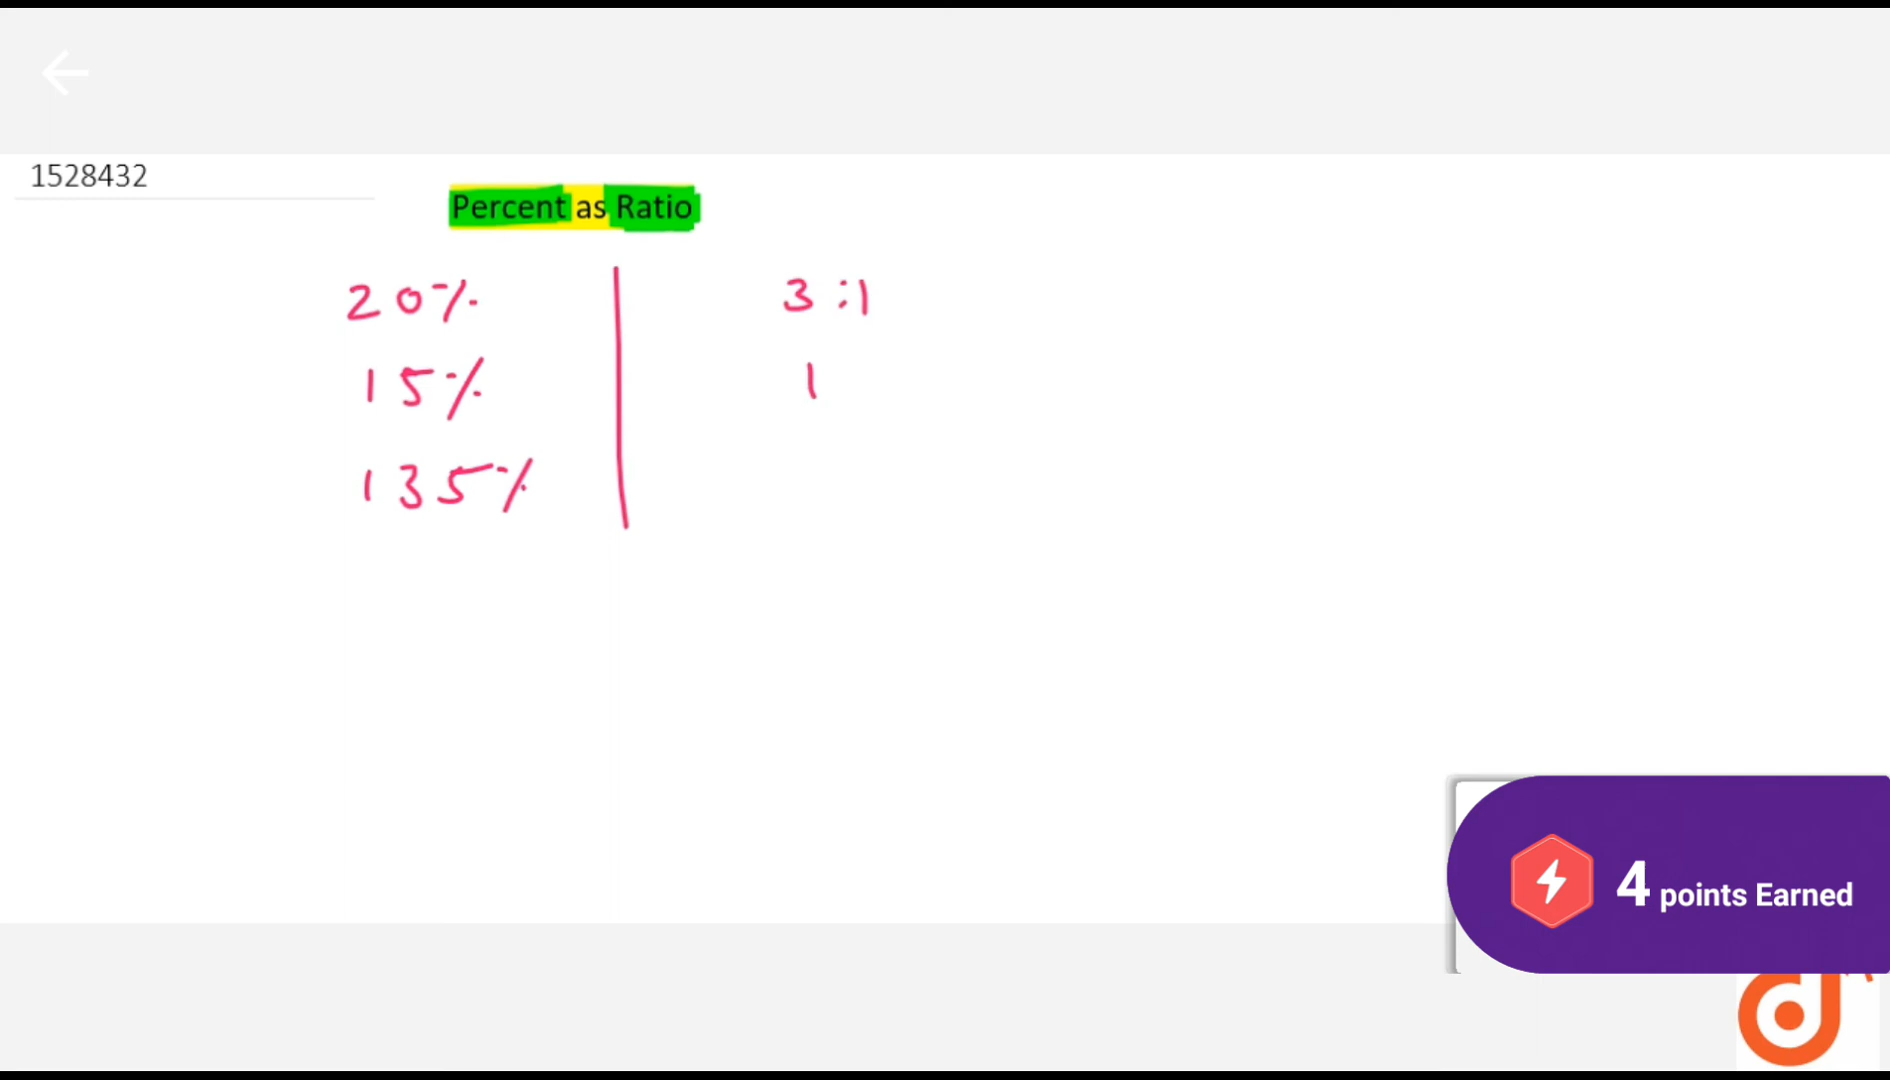 1528432
Percent as Ratio
20% 3:1
15% 1
135%
4 points Earned